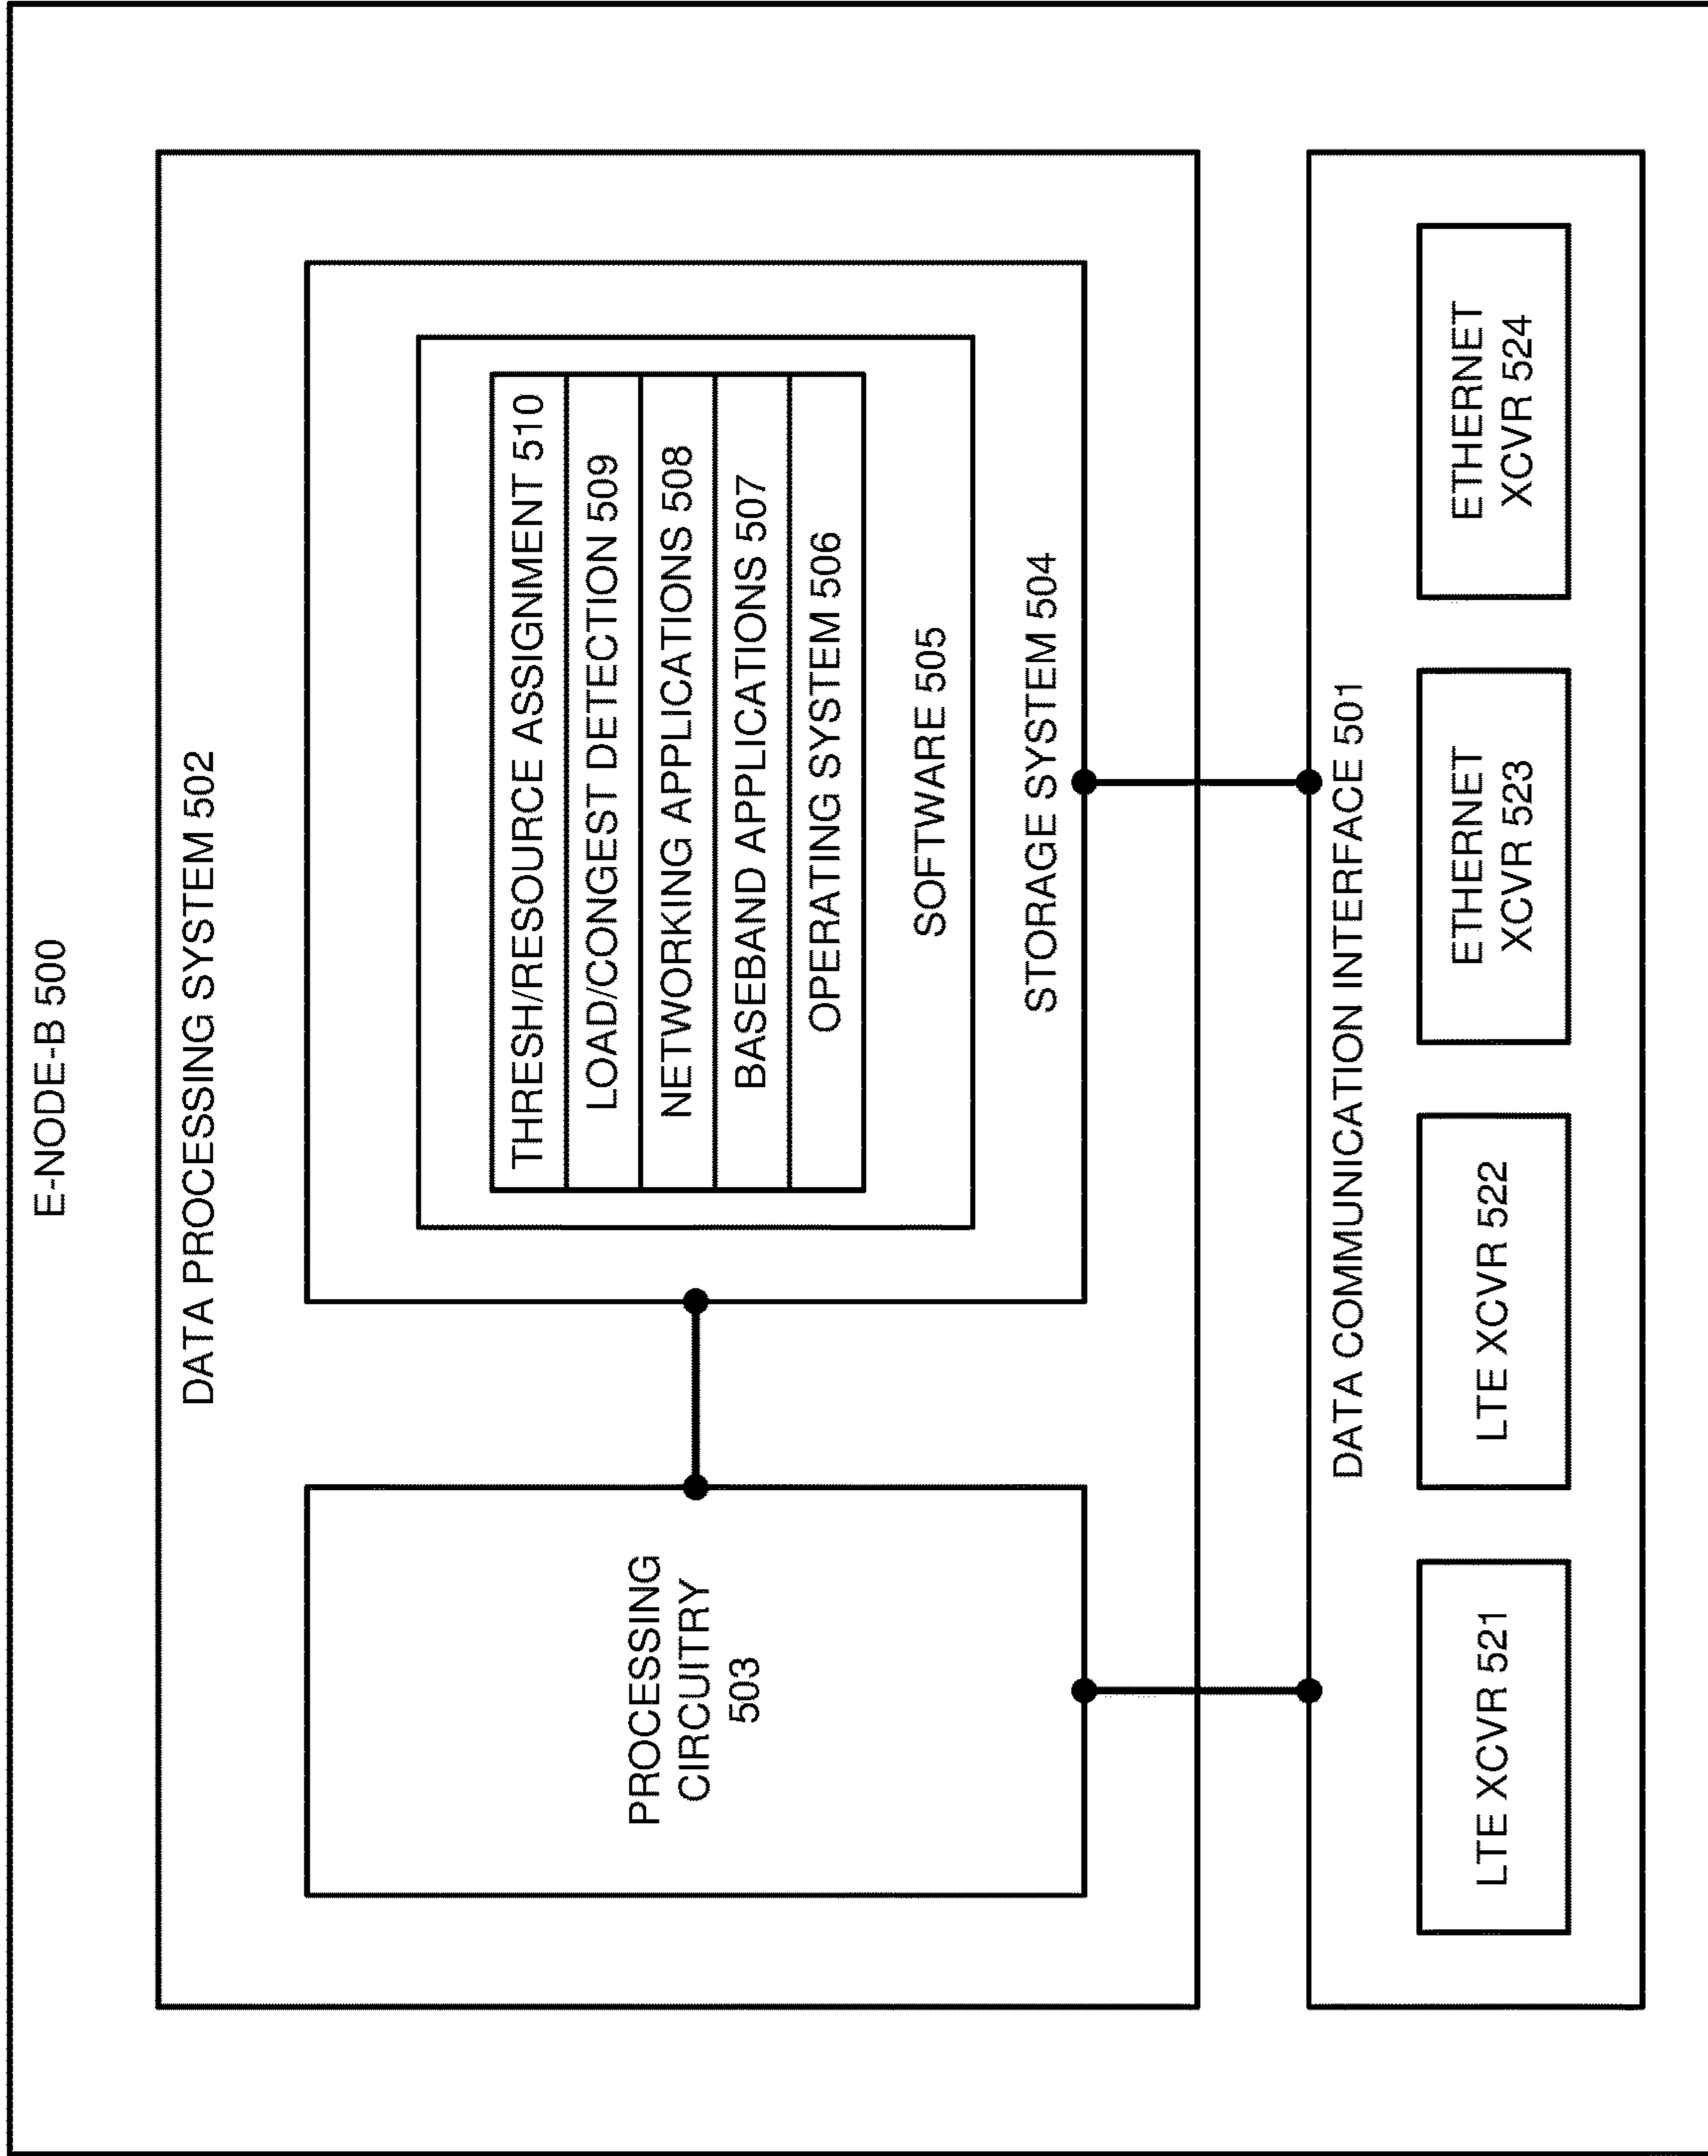 E-NODE-B 500
DATA PROCESSING SYSTEM 502
PROCESSING
CIRCUITRY
503
THRESH/RESOURCE ASSIGNMENT 510
LOAD/CONGEST DETECTION 509
NETWORKING APPLICATIONS 508
BASEBAND APPLICATIONS 507
OPERATING SYSTEM 506
SOFTWARE 505
STORAGE SYSTEM 504
DATA COMMUNICATION INTERFACE 501
LTE XCVR 521
LTE XCVR 522
ETHERNET
XCVR 523
ETHERNET
XCVR 524